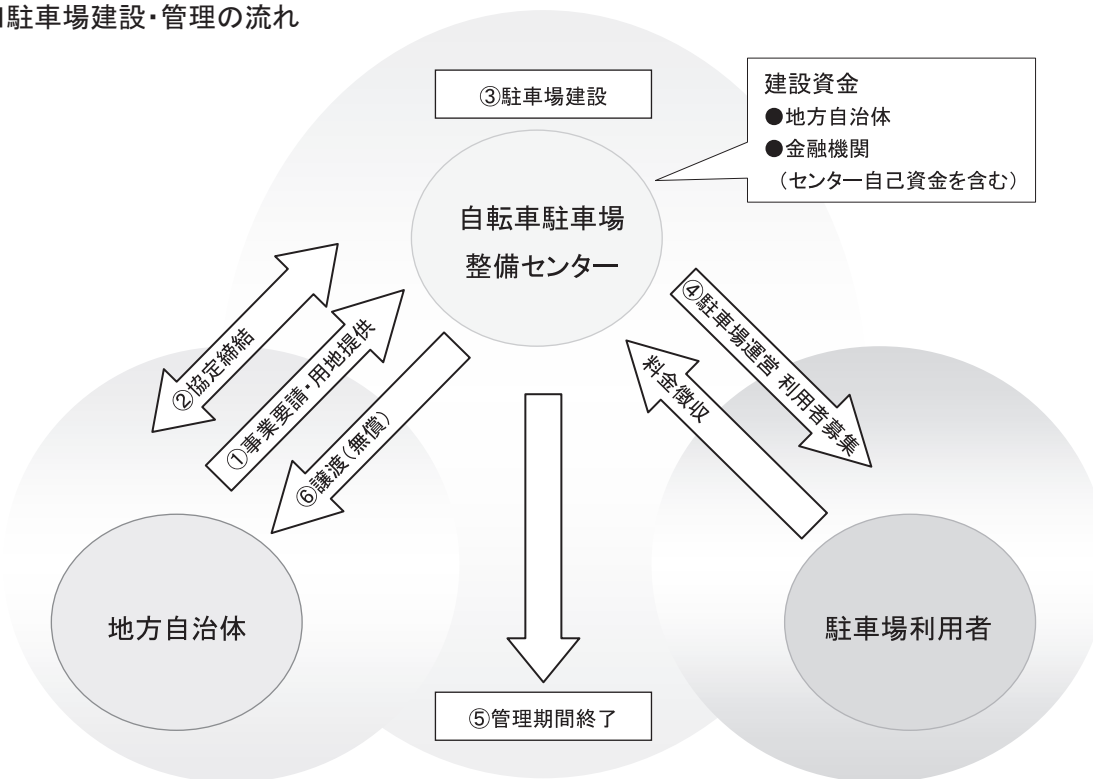 駐車場建設・管理の流れ
③駐車場建設
建設資金
●地方自治体
●金融機関
（センター自己資金を含む）
自転車駐車場
整備センター
②協定締結
①事業要請・用地提供
⑥譲渡（無償）
④駐車場運営 利用者募集
料金徴収
地方自治体
駐車場利用者
⑤管理期間終了